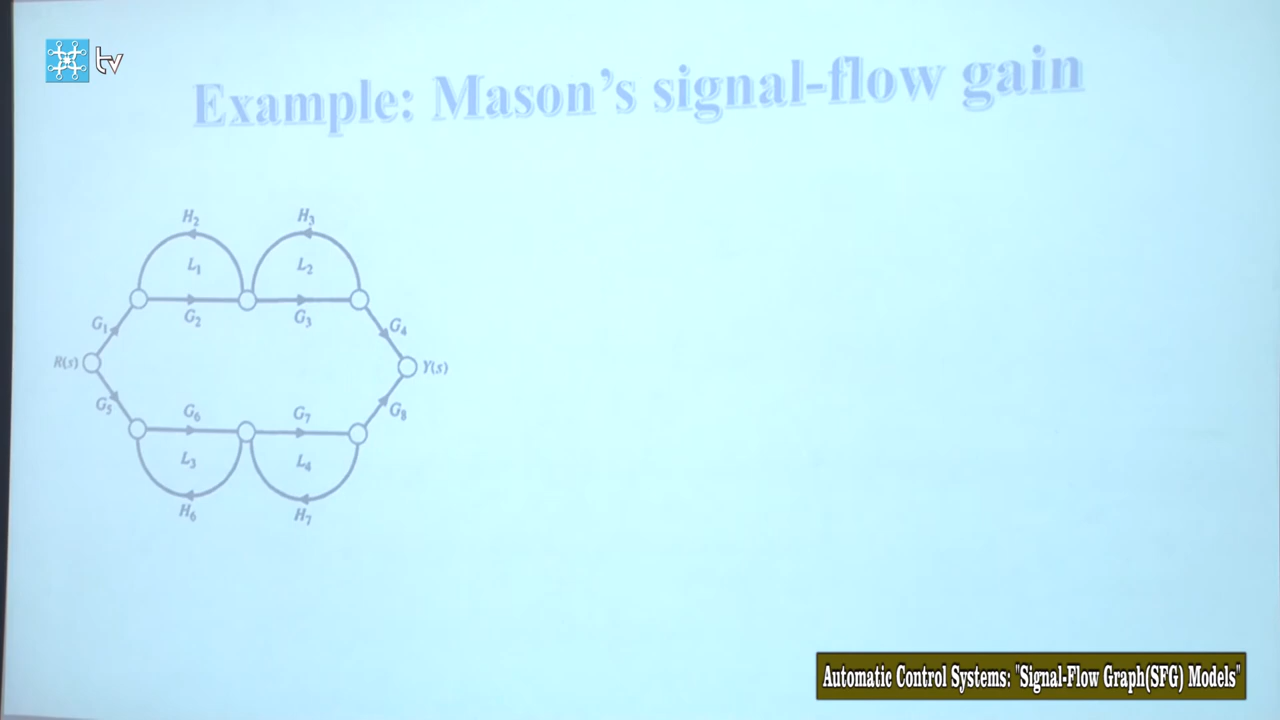 tv
Example: Mason's signal-flow gain
H₂
H₃
L₁
L₂
G₂
G₃
G₁
G₄
R(s)
Y(s)
G₅
G₆
G₇
G₈
L₃
L₄
H₆
H₇
Automatic Control Systems: "Signal-Flow Graph(SFG) Models"